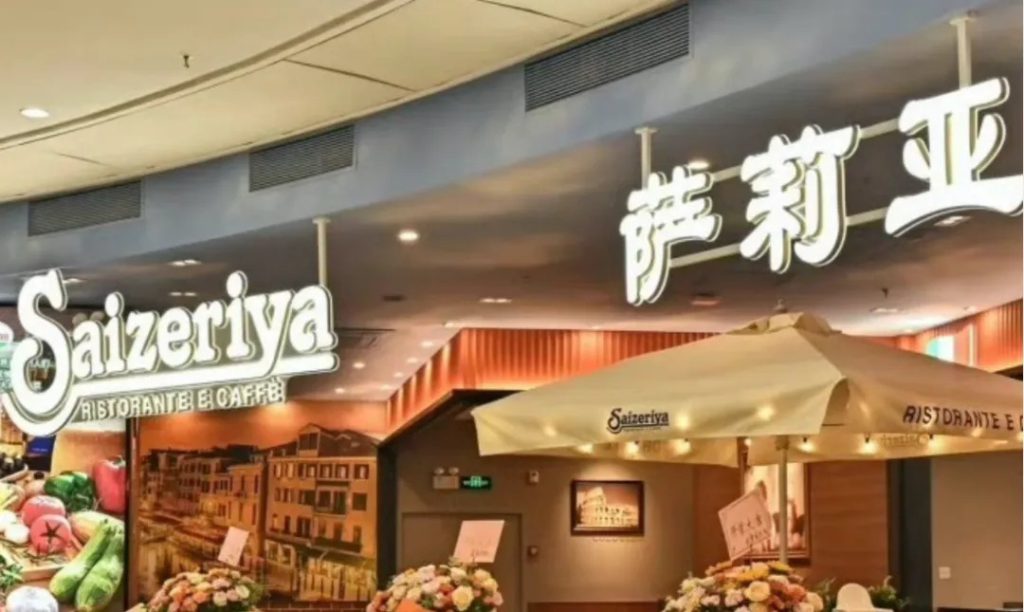 Saizeriya
RISTORANTE E CAFFÈ
萨莉亚
Saizeriya
RISTORANTE E C